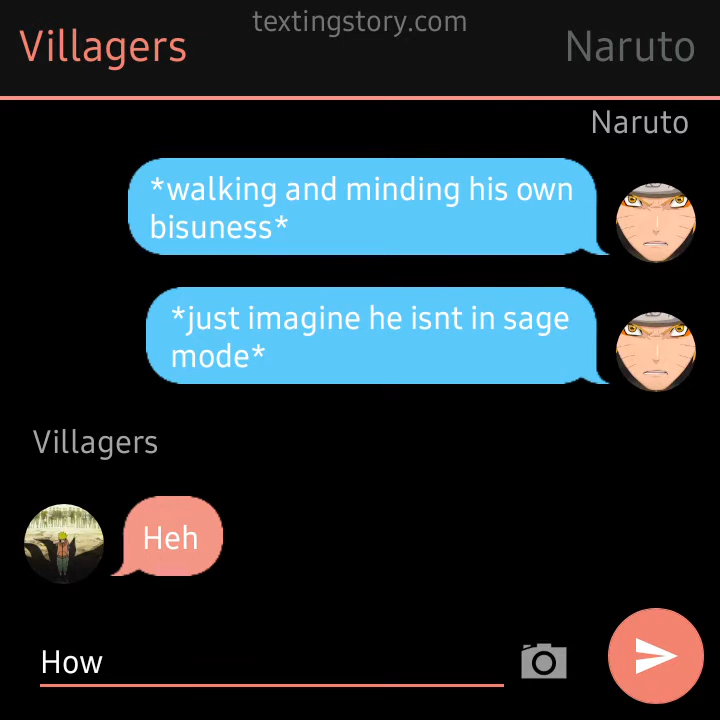 textingstory.com
Villagers
Naruto
Naruto
*walking and minding his own
bisuness*
*just imagine he isnt in sage
mode*
Villagers
Heh
How